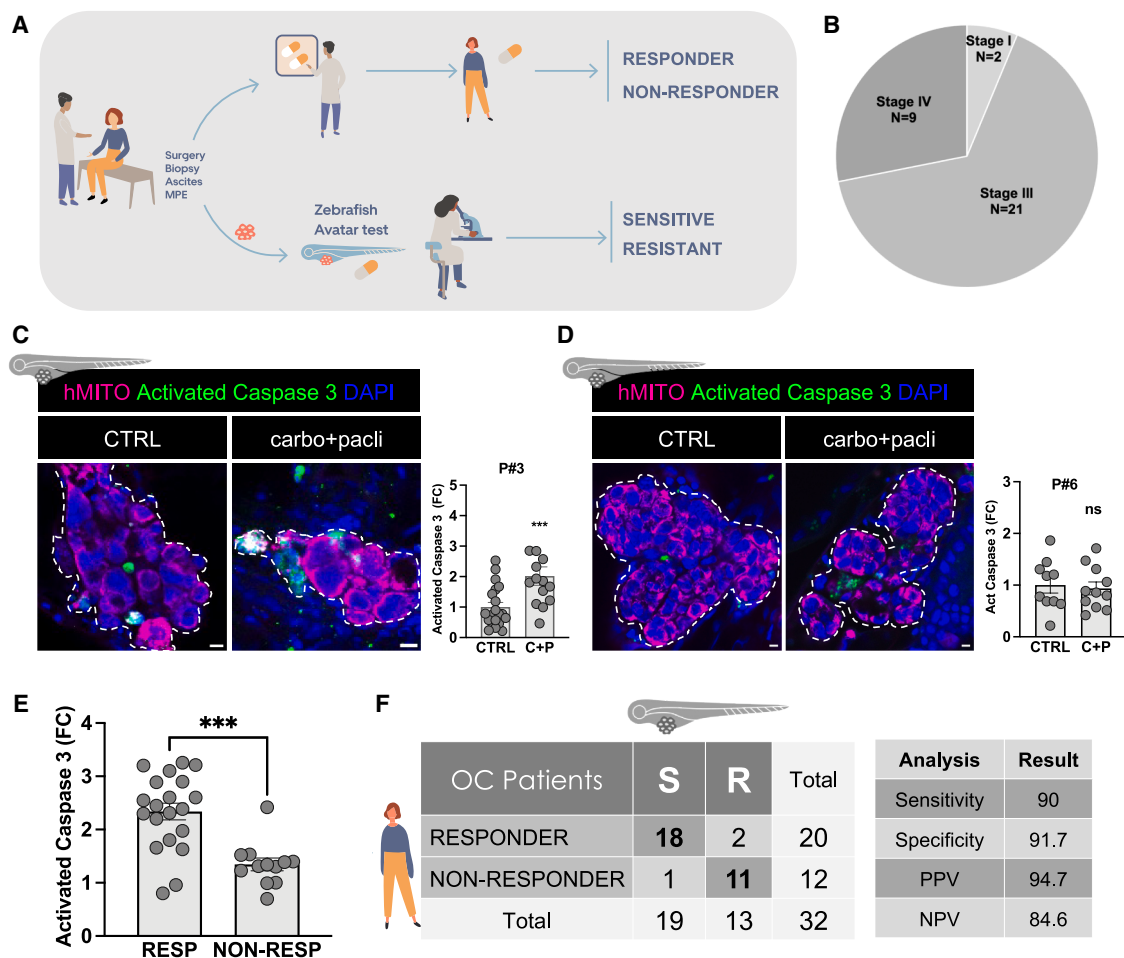 A
Surgery
Biopsy
Ascites
MPE
RESPONDER
NON-RESPONDER
Zebrafish
Avatar test
SENSITIVE
RESISTANT
B
Stage I
N=2
Stage IV
N=9
Stage III
N=21
C
hMITO Activated Caspase 3 DAPI
CTRL carbo+pacli
P#3
Activated Caspase 3 (FC)
5
4
3
2
1
0
***
CTRL C+P
D
hMITO Activated Caspase 3 DAPI
CTRL carbo+pacli
P#6
Act Caspase 3 (FC)
3
2
1
0
ns
CTRL C+P
E
Activated Caspase 3 (FC)
4
3
2
1
0
***
RESP NON-RESP
F
OC Patients S R Total
RESPONDER 18 2 20
NON-RESPONDER 1 11 12
Total 19 13 32
Analysis Result
Sensitivity 90
Specificity 91.7
PPV 94.7
NPV 84.6